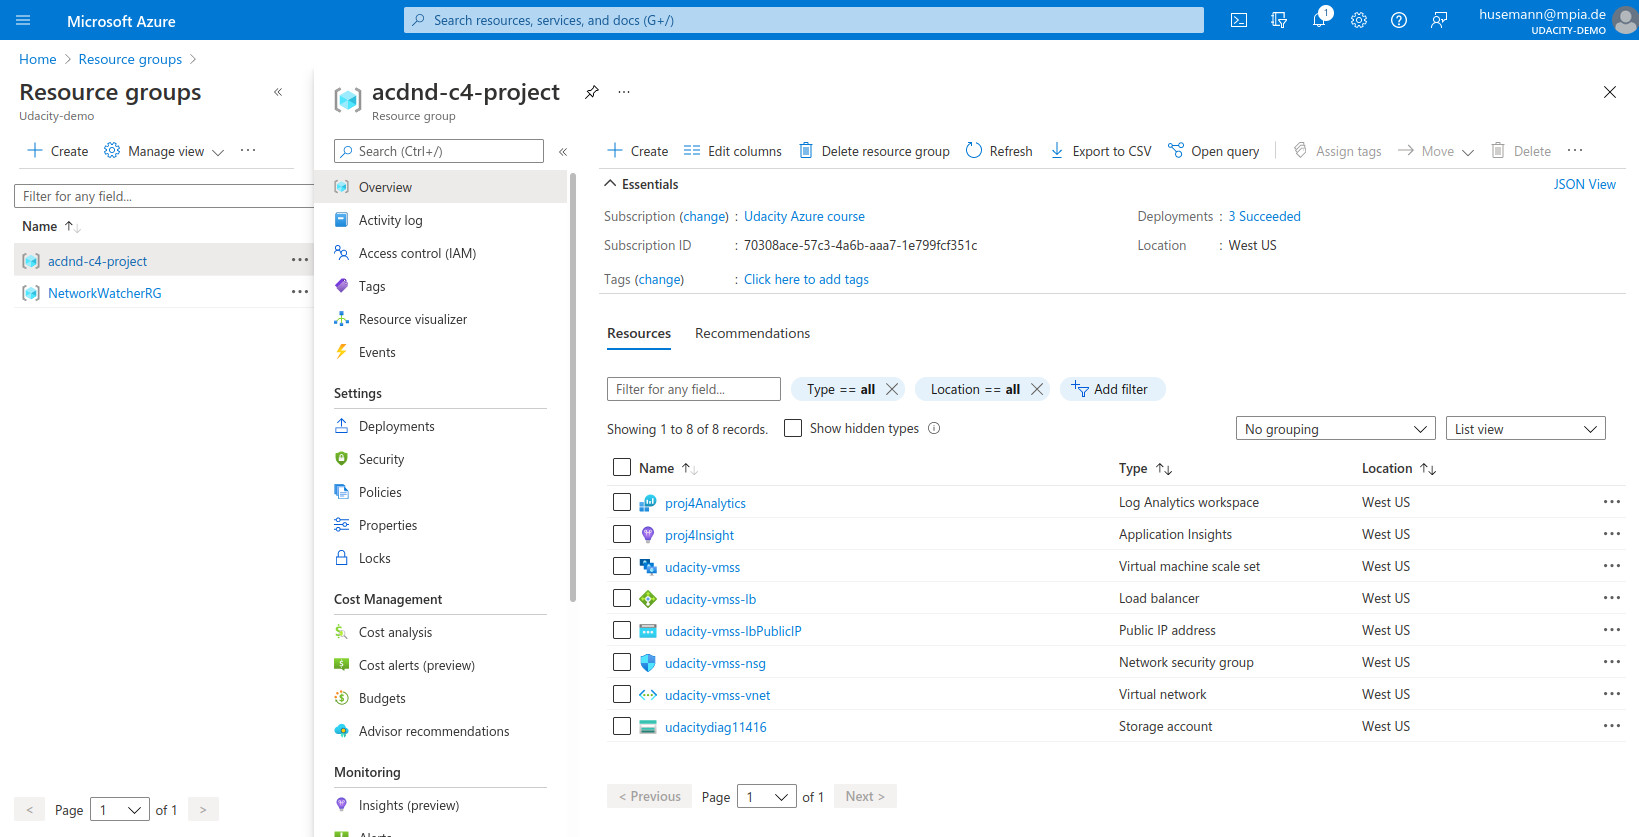 Microsoft Azure
Search resources, services, and docs (G+/)
1
husemann@mpia.de
UDACITY-DEMO
Home > Resource groups >
Resource groups
«
Udacity-demo
+ Create
Manage view
...
Filter for any field...
Name ↑↓
acdnd-c4-project ...
NetworkWatcherRG ...
< Page 1 of 1 >
acdnd-c4-project
...
Resource group
Search (Ctrl+/)
«
Overview
Activity log
Access control (IAM)
Tags
Resource visualizer
Events
Settings
Deployments
Security
Policies
Properties
Locks
Cost Management
Cost analysis
Cost alerts (preview)
Budgets
Advisor recommendations
Monitoring
Insights (preview)
Alerts
+ Create Edit columns Delete resource group Refresh Export to CSV Open query Assign tags Move Delete ...
Essentials
JSON View
Subscription (change) : Udacity Azure course
Deployments : 3 Succeeded
Subscription ID : 70308ace-57c3-4a6b-aaa7-1e799fcf351c
Location : West US
Tags (change) : Click here to add tags
Resources Recommendations
Filter for any field... Type == all Location == all Add filter
Showing 1 to 8 of 8 records. Show hidden types
No grouping List view
Name ↑↓ Type ↑↓ Location ↑↓
proj4Analytics Log Analytics workspace West US ...
proj4Insight Application Insights West US ...
udacity-vmss Virtual machine scale set West US ...
udacity-vmss-lb Load balancer West US ...
udacity-vmss-lbPublicIP Public IP address West US ...
udacity-vmss-nsg Network security group West US ...
udacity-vmss-vnet Virtual network West US ...
udacitydiag11416 Storage account West US ...
< Previous Page 1 of 1 Next >